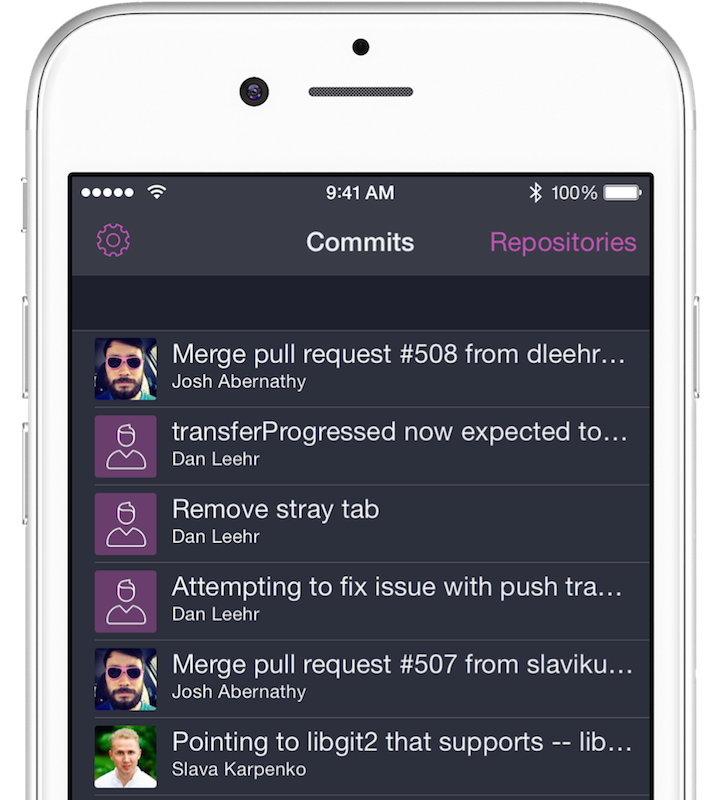 9:41 AM
100%
Commits
Repositories
Merge pull request #508 from dleehr…
Josh Abernathy
transferProgressed now expected to…
Dan Leehr
Remove stray tab
Dan Leehr
Attempting to fix issue with push tra…
Dan Leehr
Merge pull request #507 from slaviku…
Josh Abernathy
Pointing to libgit2 that supports -- lib…
Slava Karpenko